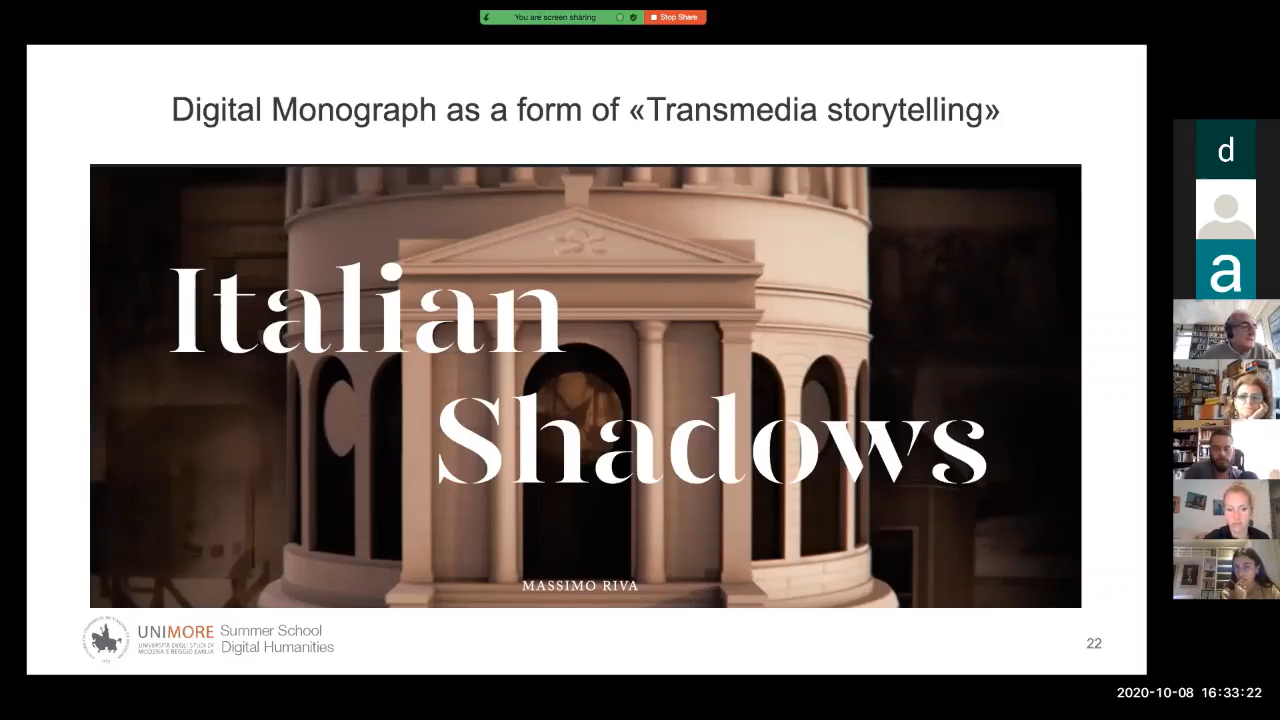 You are screen sharing
Stop Share
Digital Monograph as a form of «Transmedia storytelling»
Italian
Shadows
MASSIMO RIVA
UNIMORE
UNIVERSITÀ DEGLI STUDI DI
MODENA E REGGIO EMILIA
Summer School
Digital Humanities
22
d
a
2020-10-08 16:33:22